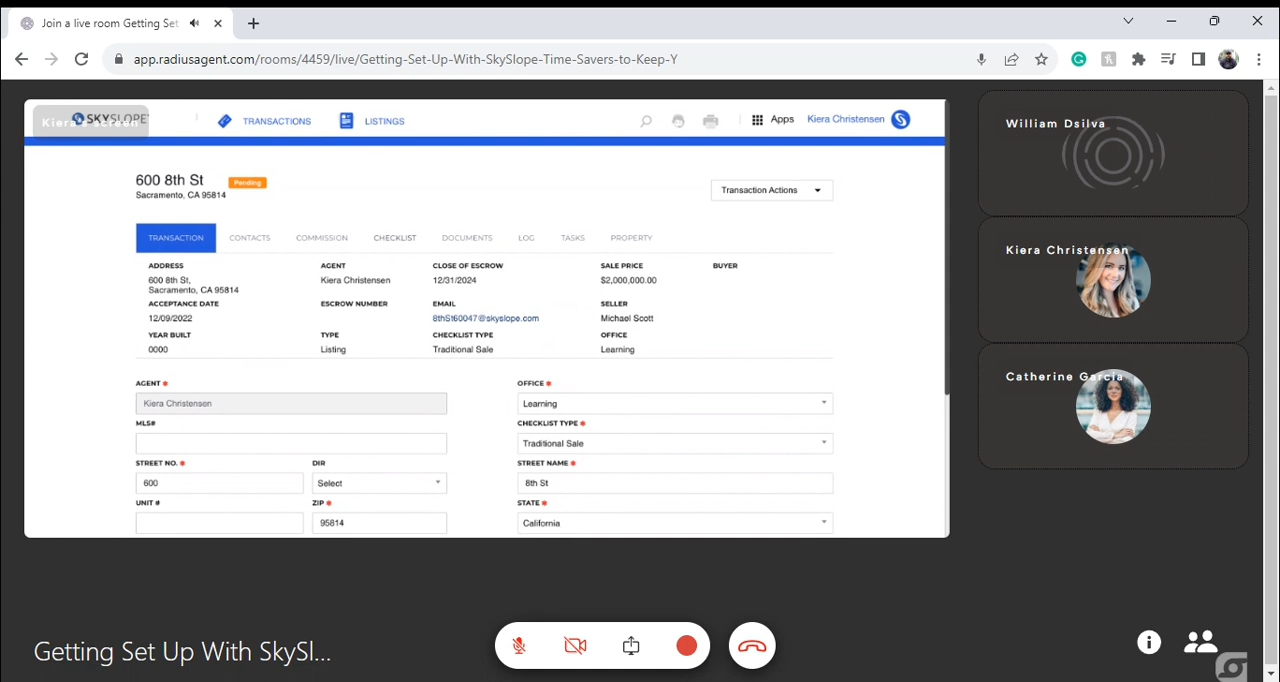 Join a live room Getting Set
app.radiusagent.com/rooms/4459/live/Getting-Set-Up-With-SkySlope-Time-Savers-to-Keep-Y
Kiera's screen
SKYSLOPE
TRANSACTIONS
LISTINGS
Apps
Kiera Christensen
600 8th St
Pending
Sacramento, CA 95814
Transaction Actions
TRANSACTION CONTACTS COMMISSION CHECKLIST DOCUMENTS LOG TASKS PROPERTY
ADDRESS AGENT CLOSE OF ESCROW SALE PRICE BUYER
600 8th St, Kiera Christensen 12/31/2024 $2,000,000.00
Sacramento, CA 95814
ACCEPTANCE DATE ESCROW NUMBER EMAIL SELLER
12/09/2022 8thSt60047@skyslope.com Michael Scott
YEAR BUILT TYPE CHECKLIST TYPE OFFICE
0000 Listing Traditional Sale Learning
AGENT * OFFICE *
Kiera Christensen Learning
MLS# CHECKLIST TYPE *
Traditional Sale
STREET NO. * DIR STREET NAME *
600 Select 8th St
UNIT # ZIP * STATE *
95814 California
William Dsilva
Kiera Christensen
Catherine Garcia
Getting Set Up With SkySl...